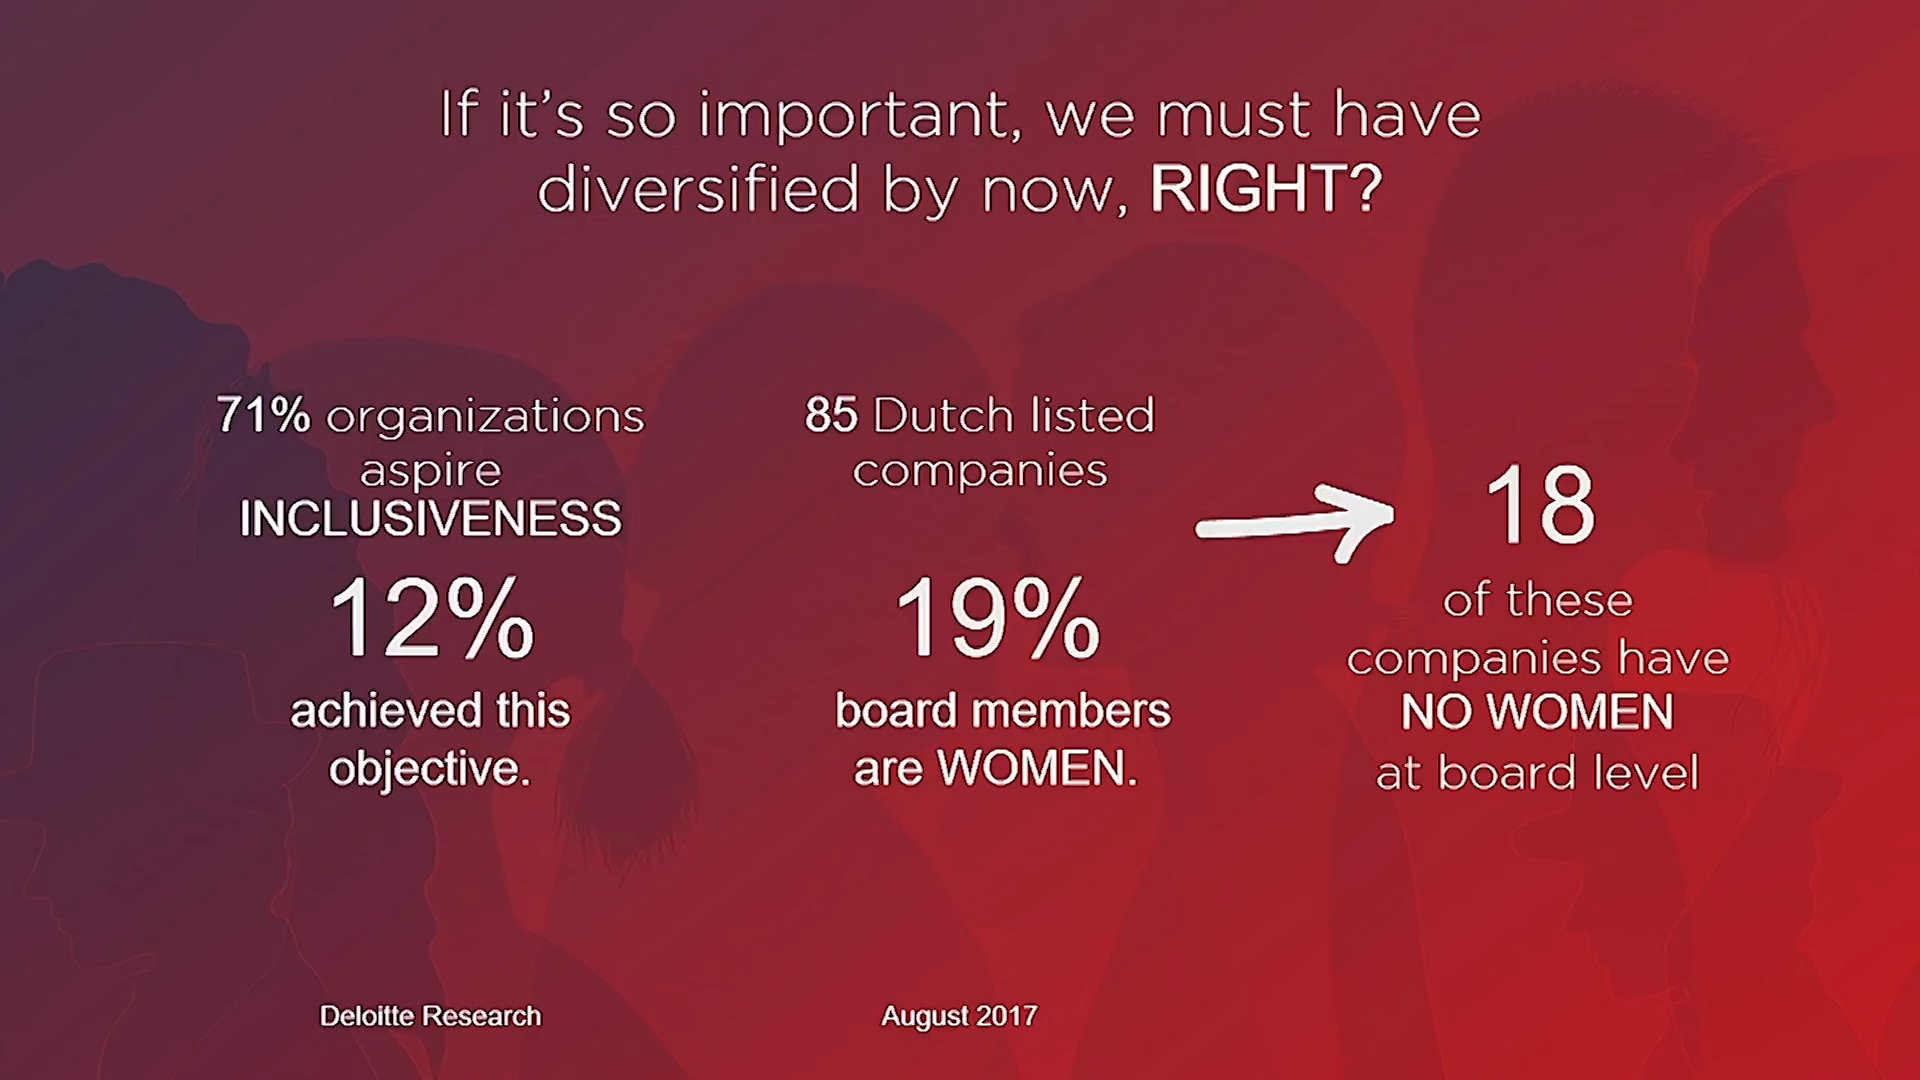 If it's so important, we must have
diversified by now, RIGHT?
71% organizations
aspire
INCLUSIVENESS
12%
achieved this
objective.
85 Dutch listed
companies
19%
board members
are WOMEN.
18
of these
companies have
NO WOMEN
at board level
Deloitte Research
August 2017